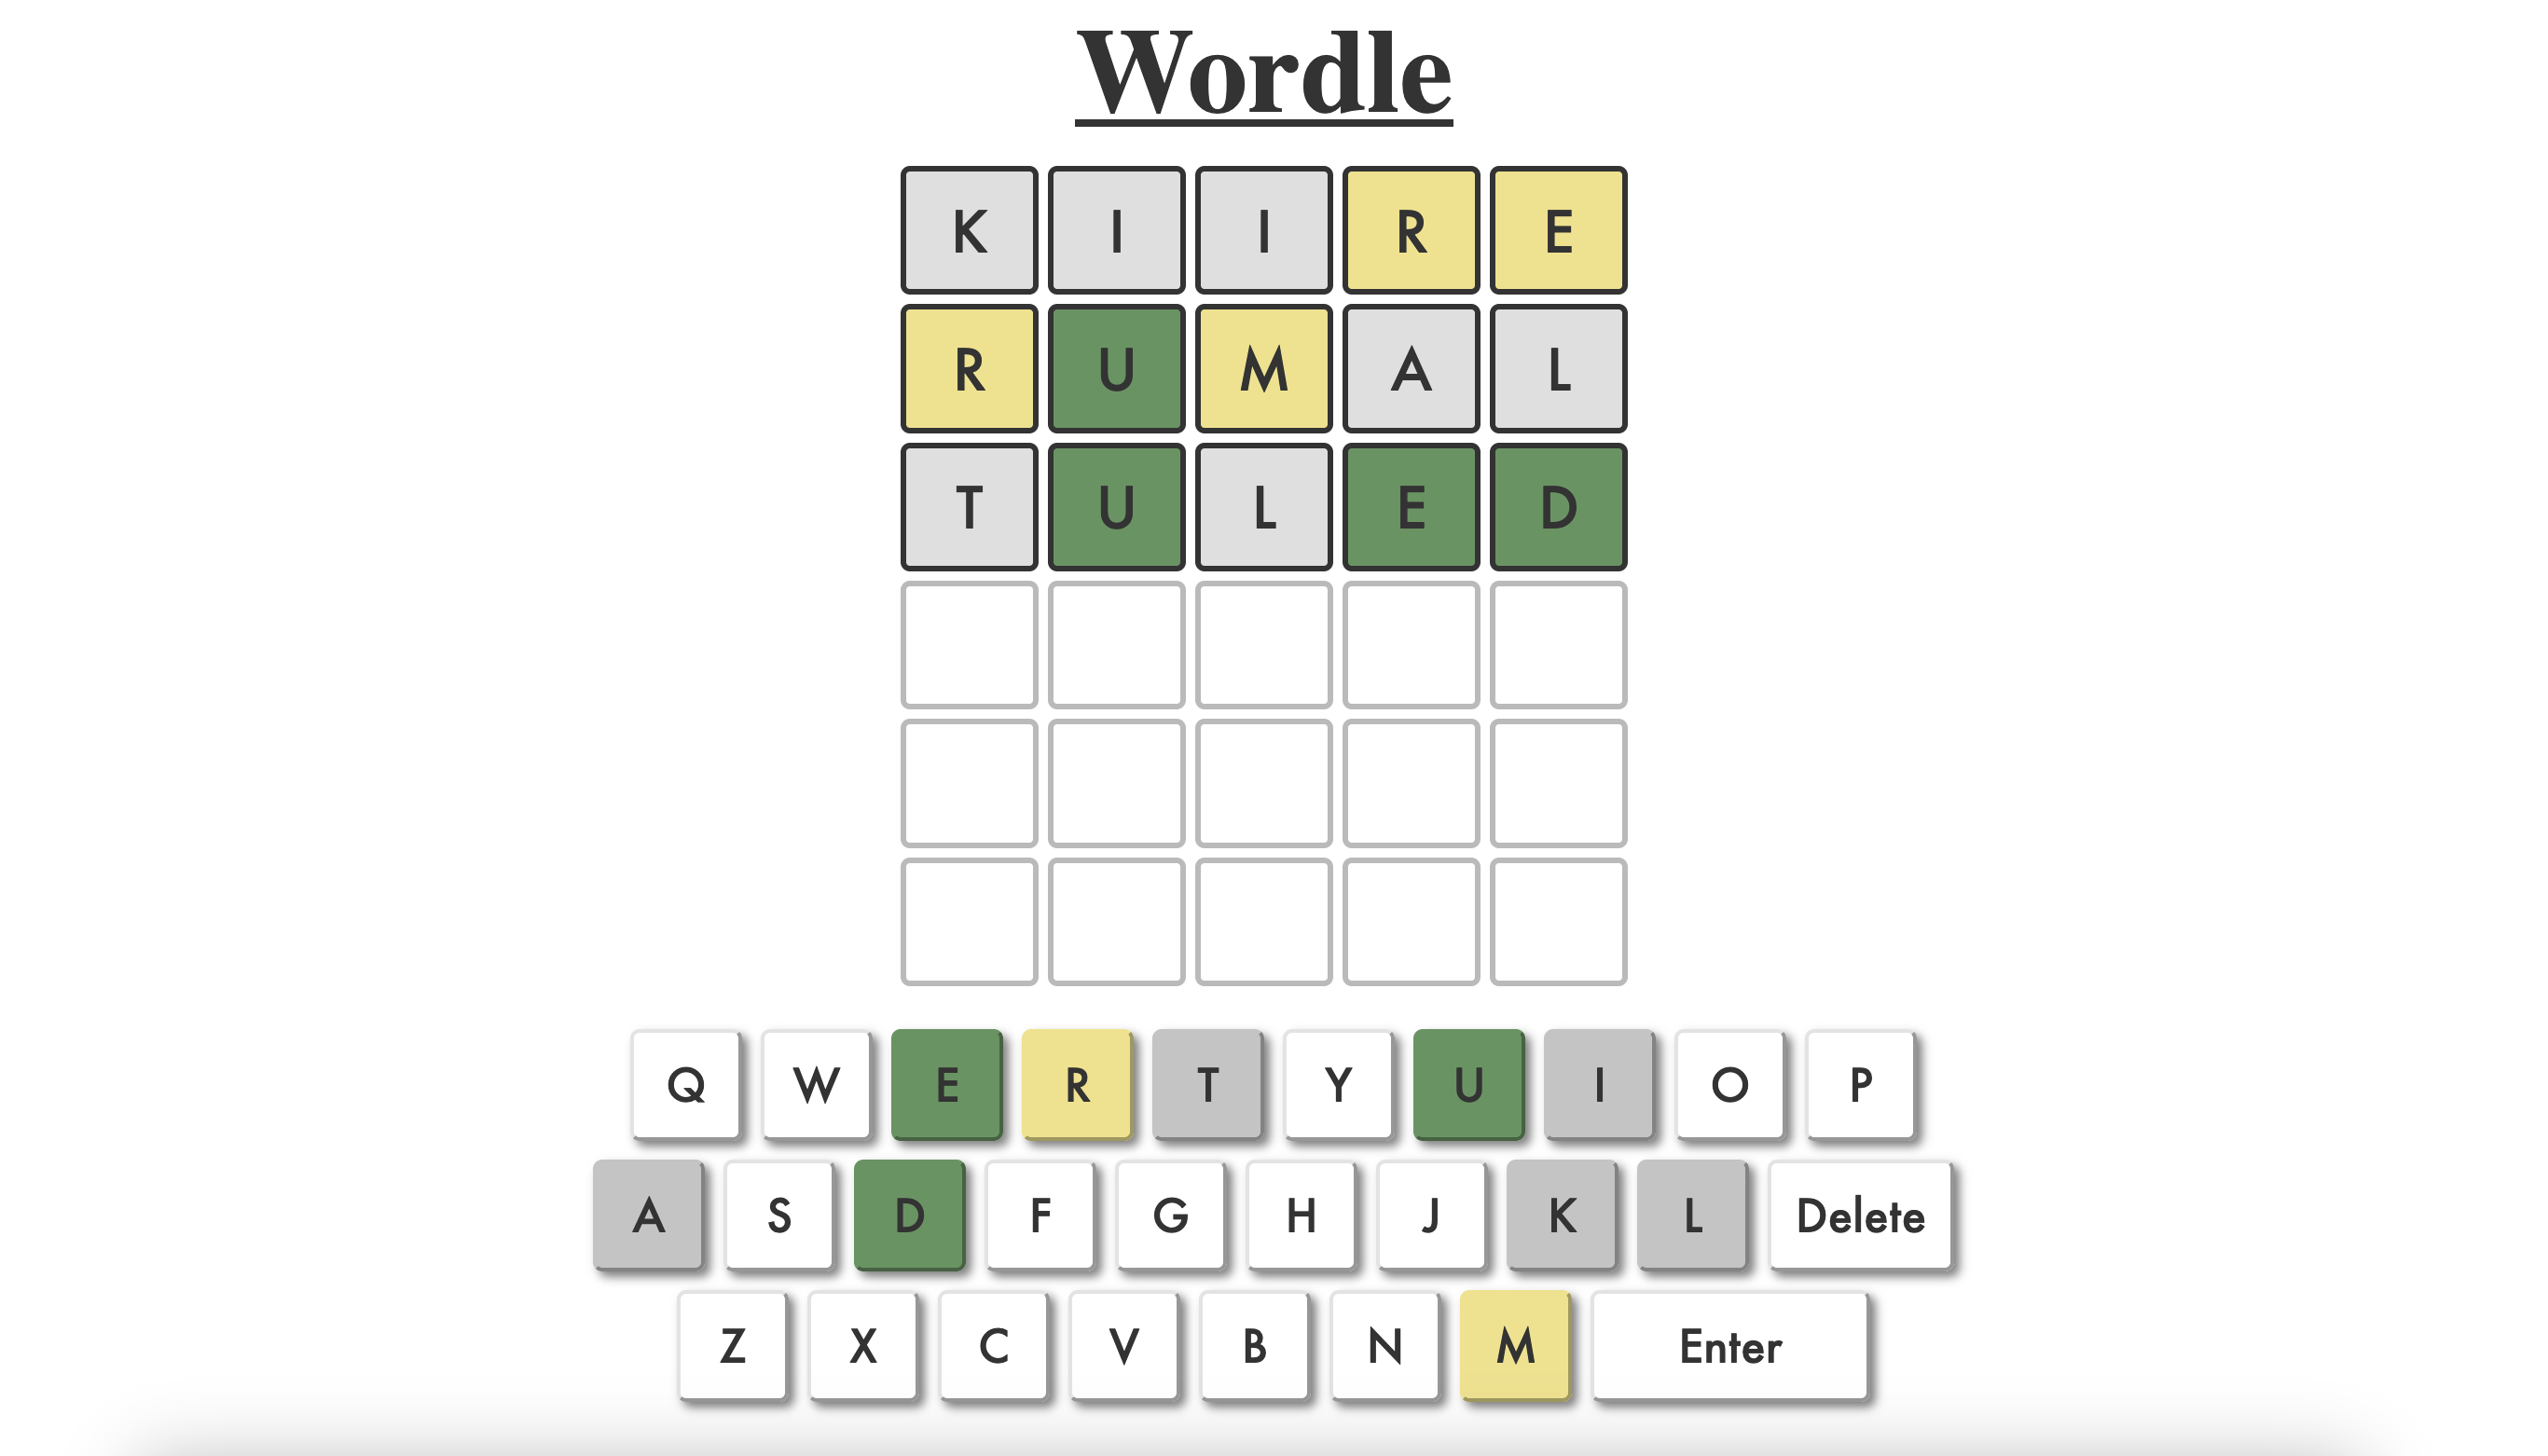 Wordle
K I I R E
R U M A L
T U L E D
Q W E R T Y U I O P
A S D F G H J K L Delete
Z X C V B N M Enter